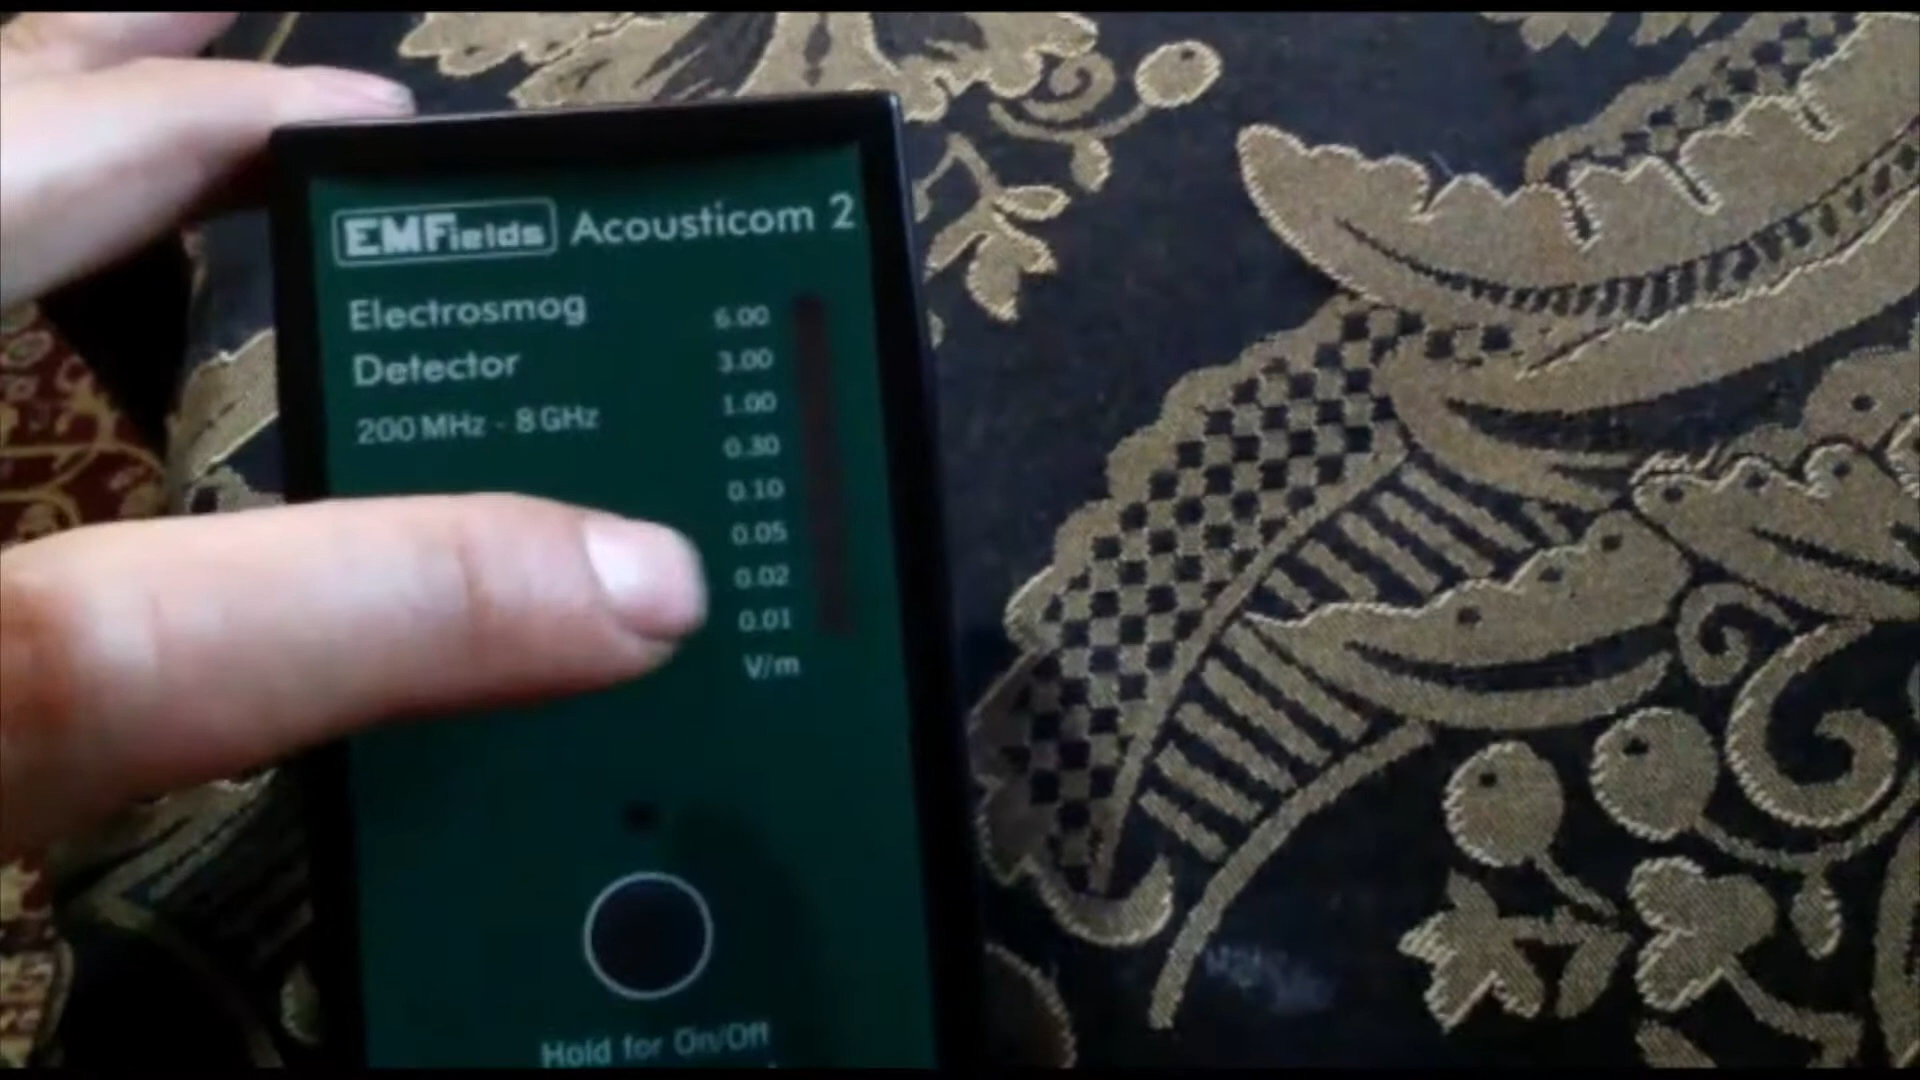 EMFields Acousticom 2
Electrosmog
Detector
200 MHz - 8 GHz
6.00
3.00
1.00
0.30
0.10
0.05
0.02
0.01
V/m
Hold for On/Off